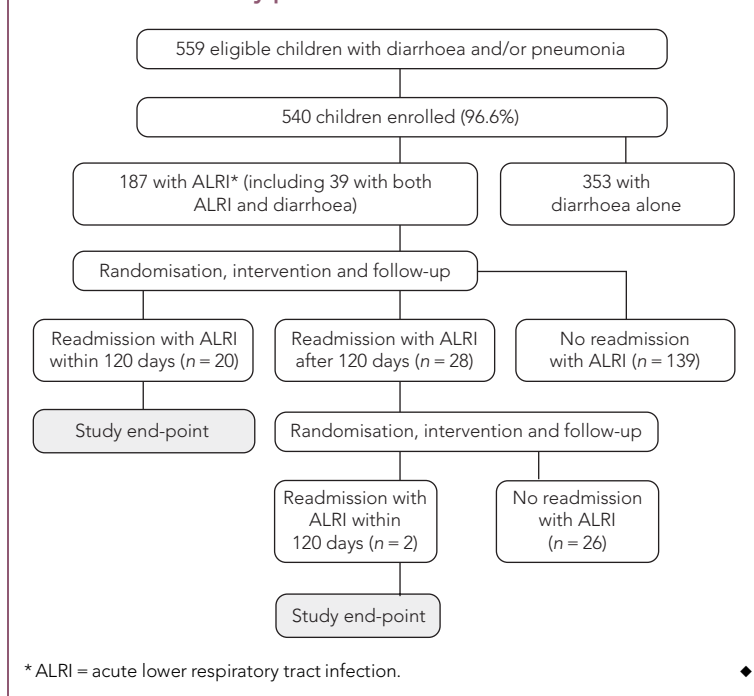 559 eligible children with diarrhoea and/or pneumonia
540 children enrolled (96.6%)
187 with ALRI* (including 39 with both
ALRI and diarrhoea)
353 with
diarrhoea alone
Randomisation, intervention and follow-up
Readmission with ALRI
within 120 days (n = 20)
Readmission with ALRI
after 120 days (n = 28)
No readmission
with ALRI (n = 139)
Study end-point
Randomisation, intervention and follow-up
Readmission with
ALRI within
120 days (n = 2)
No readmission
with ALRI
(n = 26)
Study end-point
* ALRI = acute lower respiratory tract infection. ◆